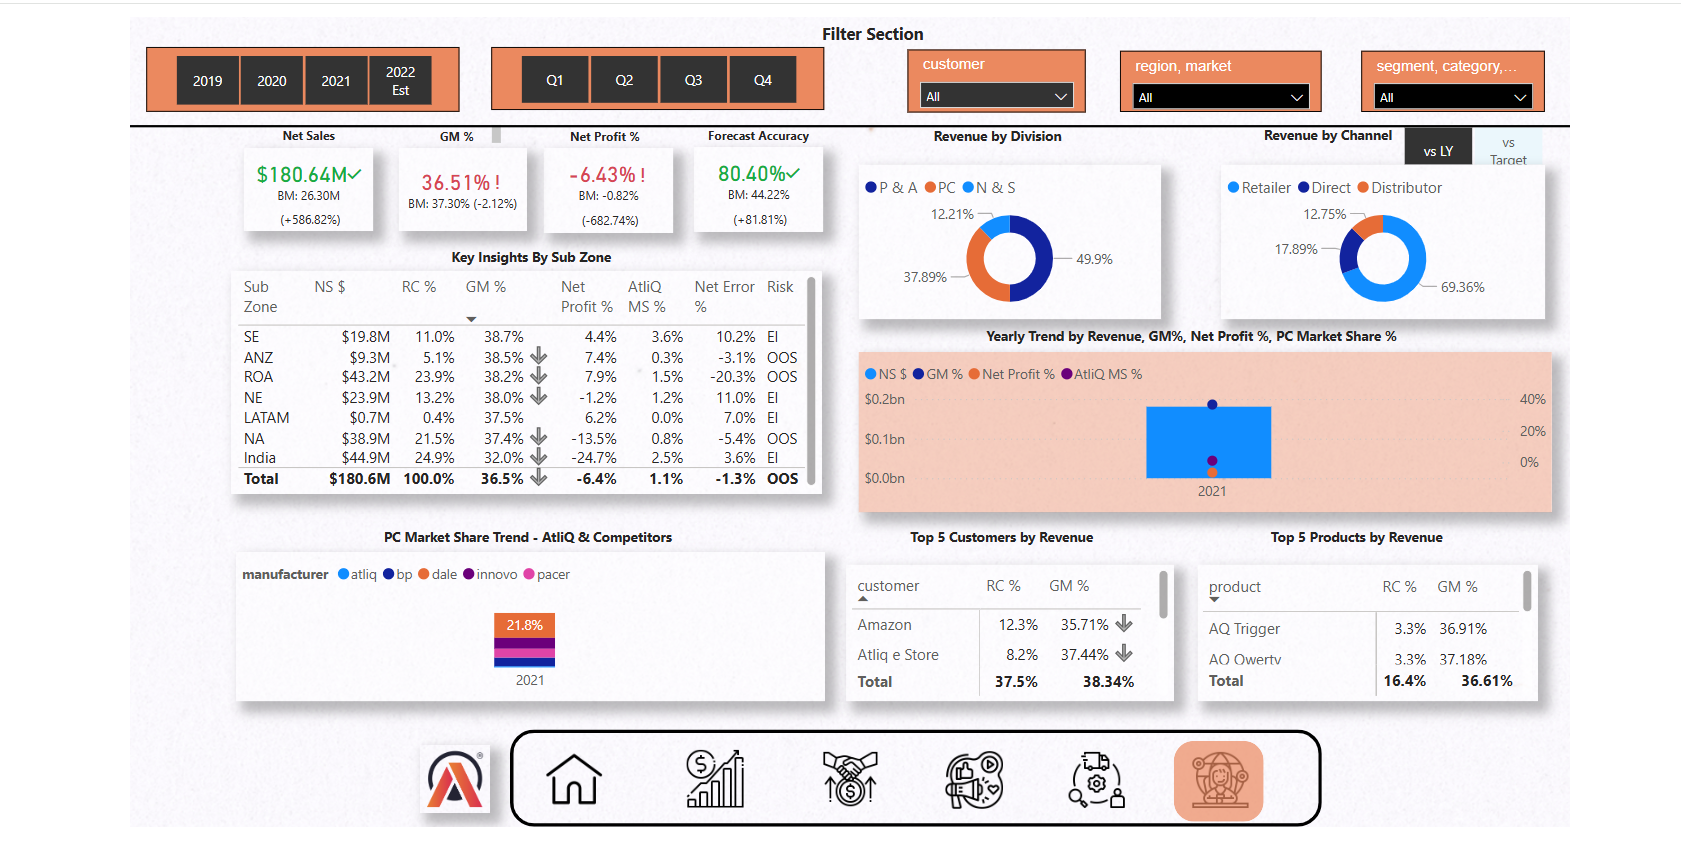 Filter Section
2019 2020 2021 2022 Est
Q1 Q2 Q3 Q4
customer
All
region, market
All
segment, category,...
All
Net Sales
$180.64M
BM: 26.30M
(+586.82%)
GM %
36.51% !
BM: 37.30% (-2.12%)
Net Profit %
-6.43% !
BM: -0.82%
(-682.74%)
Forecast Accuracy
80.40%
BM: 44.22%
(+81.81%)
Revenue by Division
P & A PC N & S
12.21%
49.9%
37.89%
Revenue by Channel
vs LY
vs Target
Retailer Direct Distributor
12.75%
17.89%
69.36%
Key Insights By Sub Zone
Sub Zone NS $ RC % GM % Net Profit % AtliQ MS % Net Error % Risk
SE $19.8M 11.0% 38.7% 4.4% 3.6% 10.2% EI
ANZ $9.3M 5.1% 38.5% 7.4% 0.3% -3.1% OOS
ROA $43.2M 23.9% 38.2% 7.9% 1.5% -20.3% OOS
NE $23.9M 13.2% 38.0% -1.2% 1.2% 11.0% EI
LATAM $0.7M 0.4% 37.5% 6.2% 0.0% 7.0% EI
NA $38.9M 21.5% 37.4% -13.5% 0.8% -5.4% OOS
India $44.9M 24.9% 32.0% -24.7% 2.5% 3.6% EI
Total $180.6M 100.0% 36.5% -6.4% 1.1% -1.3% OOS
Yearly Trend by Revenue, GM%, Net Profit %, PC Market Share %
NS $ GM % Net Profit % AtliQ MS %
$0.2bn 40%
$0.1bn 20%
$0.0bn 0%
2021
PC Market Share Trend - AtliQ & Competitors
manufacturer atliq bp dale innovo pacer
21.8%
2021
Top 5 Customers by Revenue
customer RC % GM %
Amazon 12.3% 35.71%
Atliq e Store 8.2% 37.44%
Total 37.5% 38.34%
Top 5 Products by Revenue
product RC % GM %
AQ Trigger 3.3% 36.91%
AQ Qwerty 3.3% 37.18%
Total 16.4% 36.61%